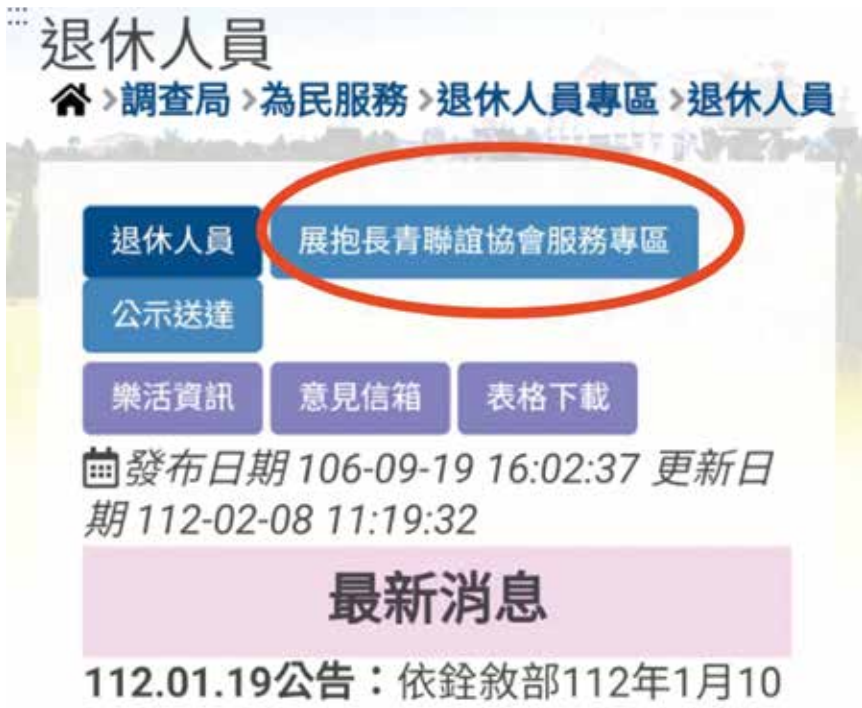 退休人員
>調查局>為民服務>退休人員專區>退休人員
退休人員 展抱長青聯誼協會服務專區
公示送達
樂活資訊 意見信箱 表格下載
發布日期 106-09-19 16:02:37 更新日
期 112-02-08 11:19:32
最新消息
112.01.19公告：依銓敘部112年1月10